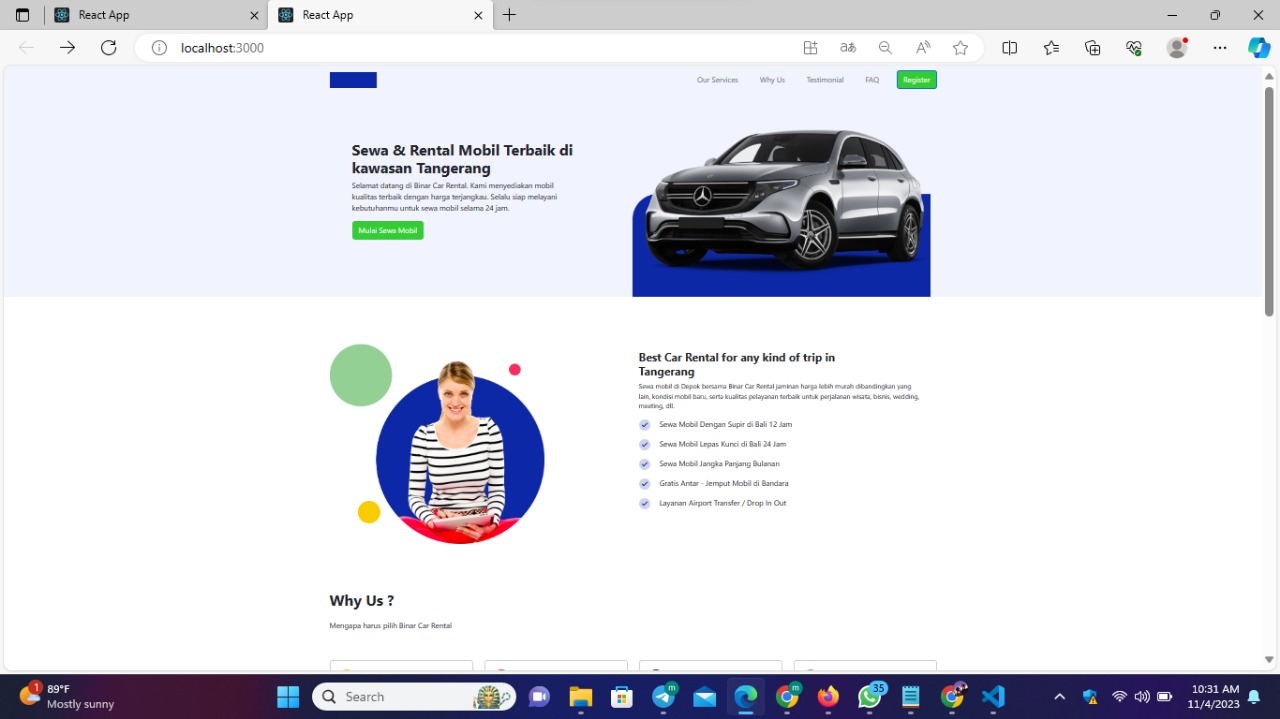 React App
React App
localhost:3000
Our Services
Why Us
Testimonial
FAQ
Register
Sewa & Rental Mobil Terbaik di
kawasan Tangerang
Selamat datang di Binar Car Rental. Kami menyediakan mobil
kualitas terbaik dengan harga terjangkau. Selalu siap melayani
kebutuhanmu untuk sewa mobil selama 24 jam.
Mulai Sewa Mobil
Best Car Rental for any kind of trip in
Tangerang
Sewa mobil di Depok bersama Binar Car Rental jaminan harga lebih murah dibandingkan yang
lain, kondisi mobil baru, serta kualitas pelayanan terbaik untuk perjalanan wisata, bisnis, wedding,
meeting, dll.
Sewa Mobil Dengan Supir di Bali 12 Jam
Sewa Mobil Lepas Kunci di Bali 24 Jam
Sewa Mobil Jangka Panjang Bulanan
Gratis Antar - Jemput Mobil di Bandara
Layanan Airport Transfer / Drop In Out
Why Us ?
Mengapa harus pilih Binar Car Rental
1
89°F
Mostly sunny
Search
m
m
35
10:31 AM
11/4/2023